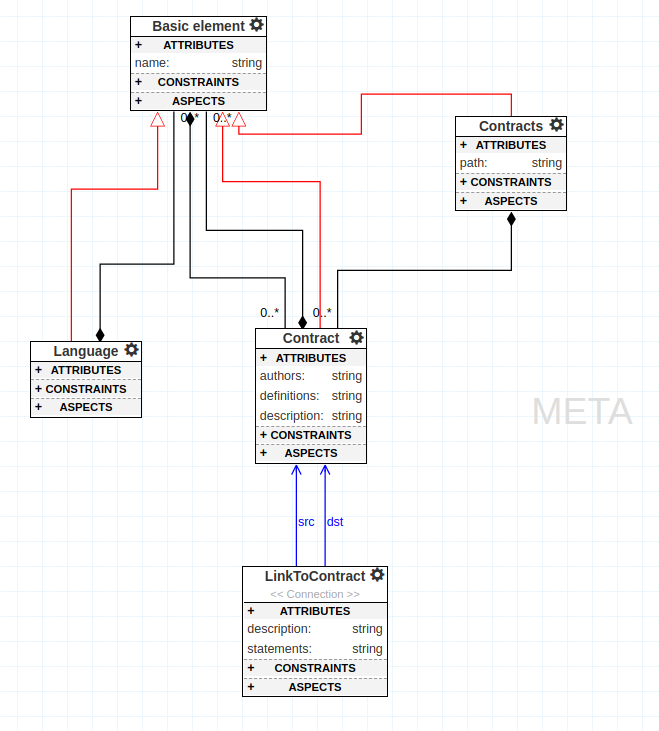 Basic element
+ ATTRIBUTES
name: string
+ CONSTRAINTS
+ ASPECTS
0..* 0..*
Contracts
+ ATTRIBUTES
path: string
+ CONSTRAINTS
+ ASPECTS
0..* 0..*
Language
+ ATTRIBUTES
+ CONSTRAINTS
+ ASPECTS
Contract
+ ATTRIBUTES
authors: string
definitions: string
description: string
+ CONSTRAINTS
+ ASPECTS
META
src dst
LinkToContract
<< Connection >>
+ ATTRIBUTES
description: string
statements: string
+ CONSTRAINTS
+ ASPECTS